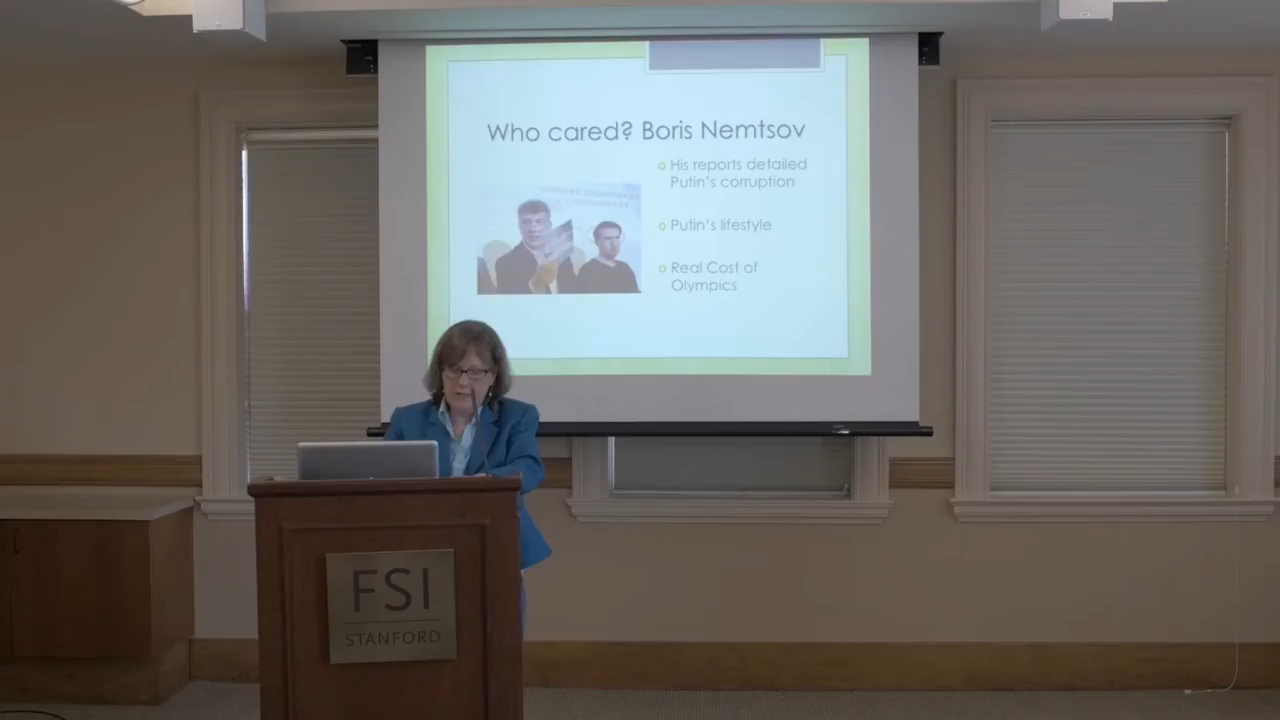 Who cared? Boris Nemtsov
His reports detailed
Putin's corruption
Putin's lifestyle
Real Cost of
Olympics
FSI
STANFORD